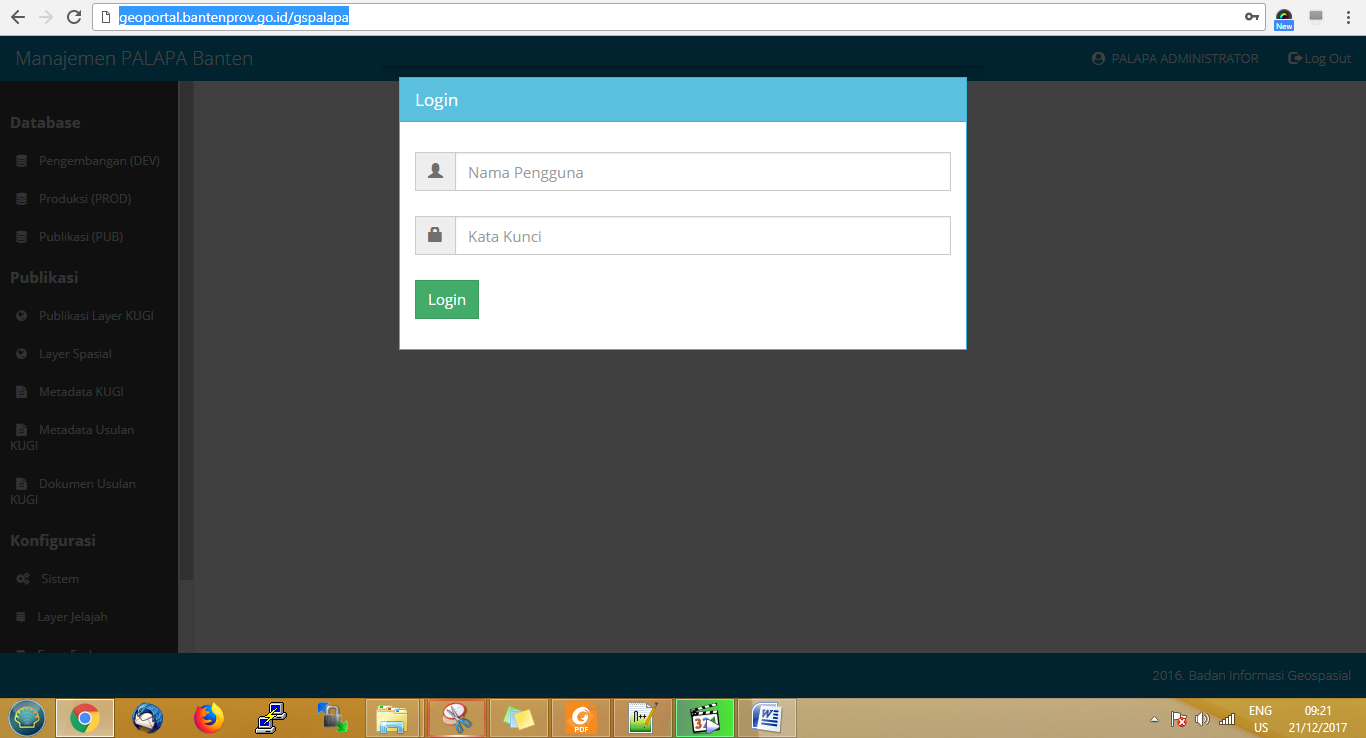 geoportal.bantenprov.go.id/gspalapa
New
Manajemen PALAPA Banten
PALAPA ADMINISTRATOR
Log Out
Login
Nama Pengguna
Kata Kunci
Login
Database
Pengembangan (DEV)
Produksi (PROD)
Publikasi (PUB)
Publikasi
Publikasi Layer KUGI
Layer Spasial
Metadata KUGI
Metadata Usulan
KUGI
Dokumen Usulan
KUGI
Konfigurasi
Sistem
Layer Jelajah
2016. Badan Informasi Geospasial
PDF
ENG
US
09:21
21/12/2017